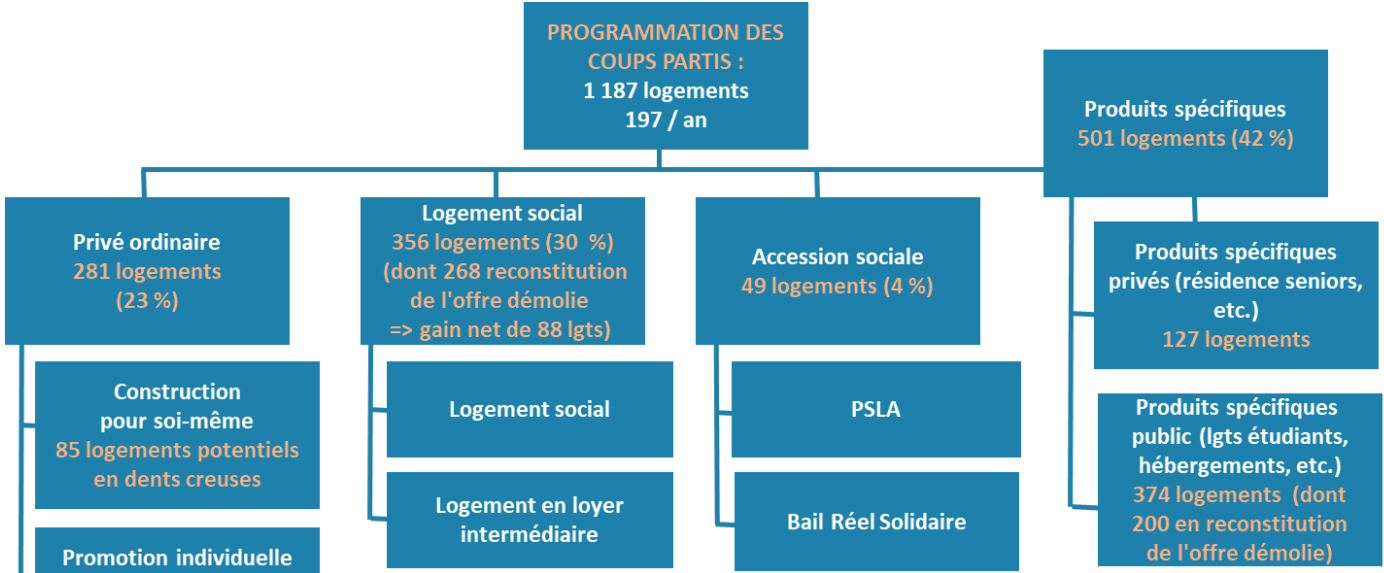 PROGRAMMATION DES
COUPS PARTIS :
1 187 logements
197 / an
Produits spécifiques
501 logements (42 %)
Privé ordinaire
281 logements
(23 %)
Construction
pour soi-même
85 logements potentiels
en dents creuses
Promotion individuelle
Logement social
356 logements (30 %)
(dont 268 reconstitution
de l'offre démolie
=> gain net de 88 lgts)
Logement social
Logement en loyer
intermédiaire
Accession sociale
49 logements (4 %)
PSLA
Bail Réel Solidaire
Produits spécifiques
privés (résidence seniors,
etc.)
127 logements
Produits spécifiques
public (lgts étudiants,
hébergements, etc.)
374 logements (dont
200 en reconstitution
de l'offre démolie)